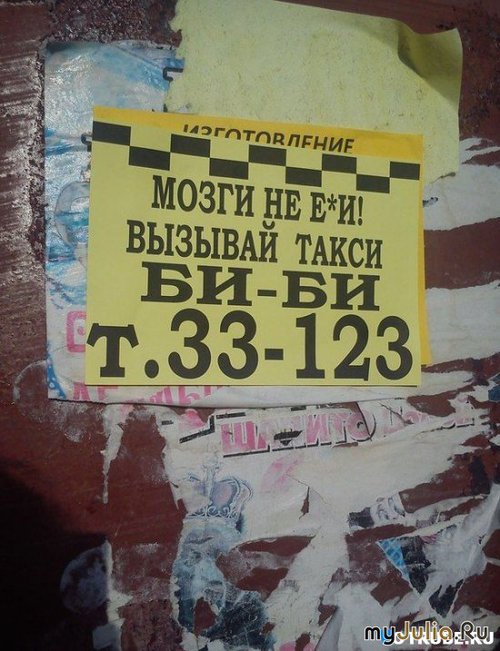 ИЗГОТОВЛЕНИЕ
МОЗГИ НЕ Е*И!
ВЫЗЫВАЙ ТАКСИ
БИ-БИ
т.33-123
myJulia.Ru